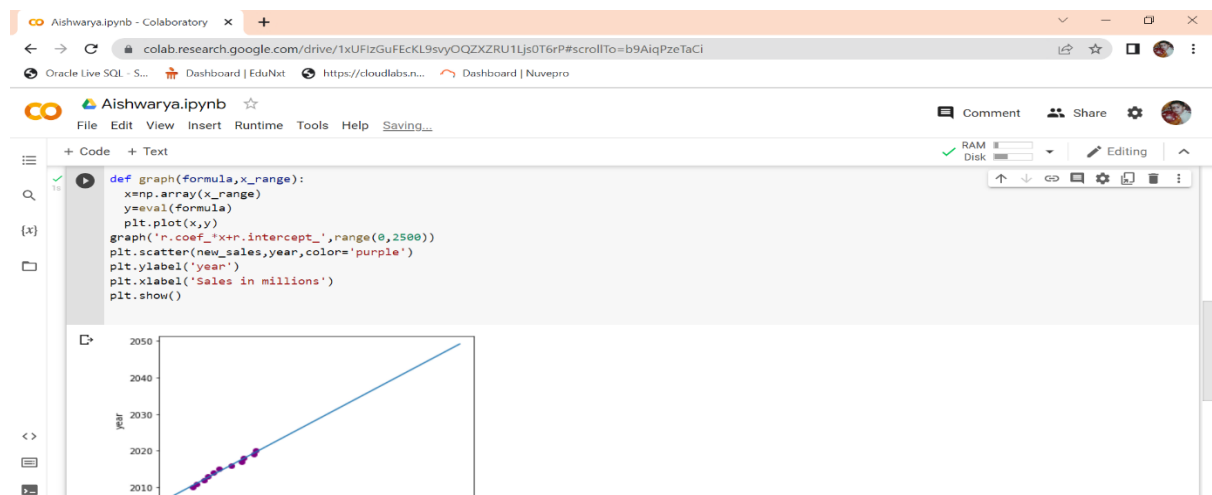 Aishwarya.ipynb - Colaboratory
colab.research.google.com/drive/1xUFIzGuFEcKL9svyOQZXZRU1Ljs0T6rP#scrollTo=b9AiqPzeTaCi
Oracle Live SQL - S... Dashboard | EduNxt https://cloudlabs.n... Dashboard | Nuvepro
CO Aishwarya.ipynb
Comment Share
File Edit View Insert Runtime Tools Help Saving...
+ Code + Text
RAM
Disk
Editing
1s
{x}
def graph(formula,x_range):
  x=np.array(x_range)
  y=eval(formula)
  plt.plot(x,y)
graph('r.coef_*x+r.intercept_',range(0,2500))
plt.scatter(new_sales,year,color='purple')
plt.ylabel('year')
plt.xlabel('Sales in millions')
plt.show()
2050
2040
2030
year
2020
2010